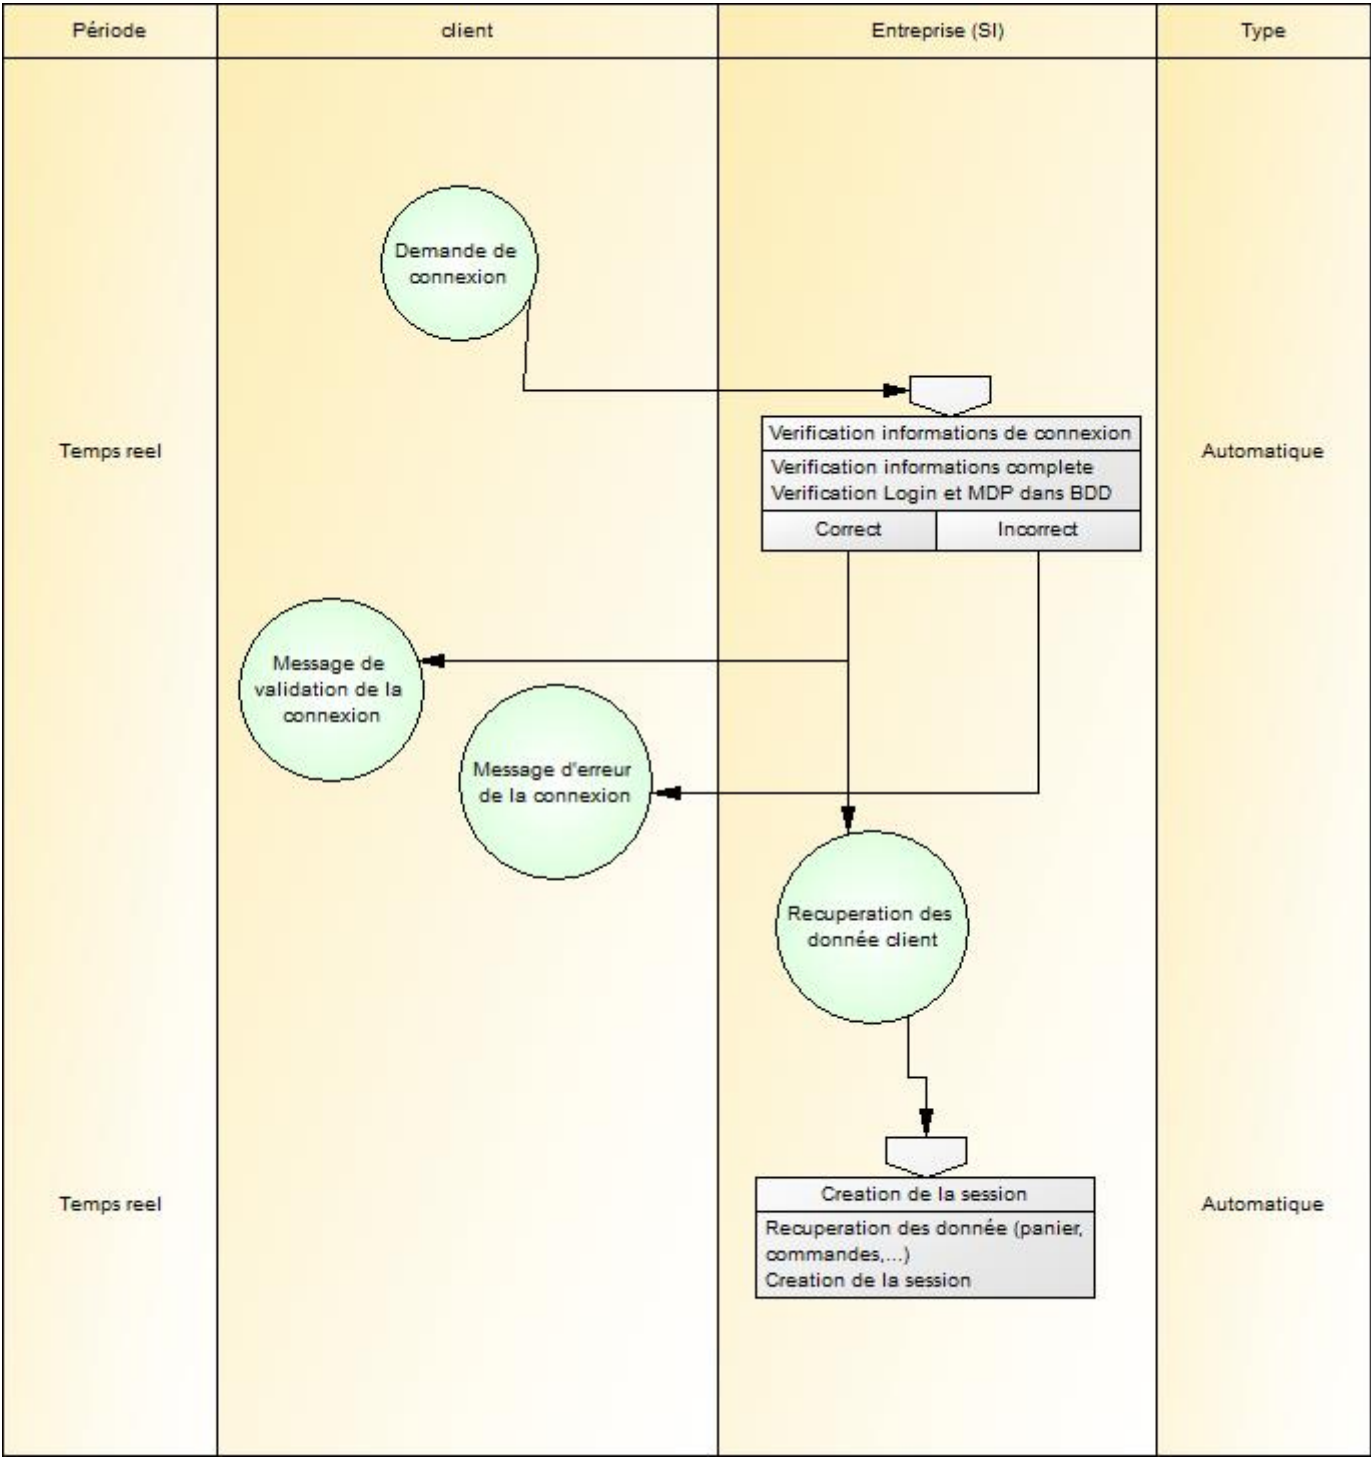 Période
client
Entreprise (SI)
Type
Demande de
connexion
Temps reel
Verification informations de connexion
Verification informations complete
Verification Login et MDP dans BDD
Correct
Incorrect
Automatique
Message de
validation de la
connexion
Message d'erreur
de la connexion
Recuperation des
donnée client
Temps reel
Creation de la session
Recuperation des donnée (panier,
commandes,...)
Creation de la session
Automatique